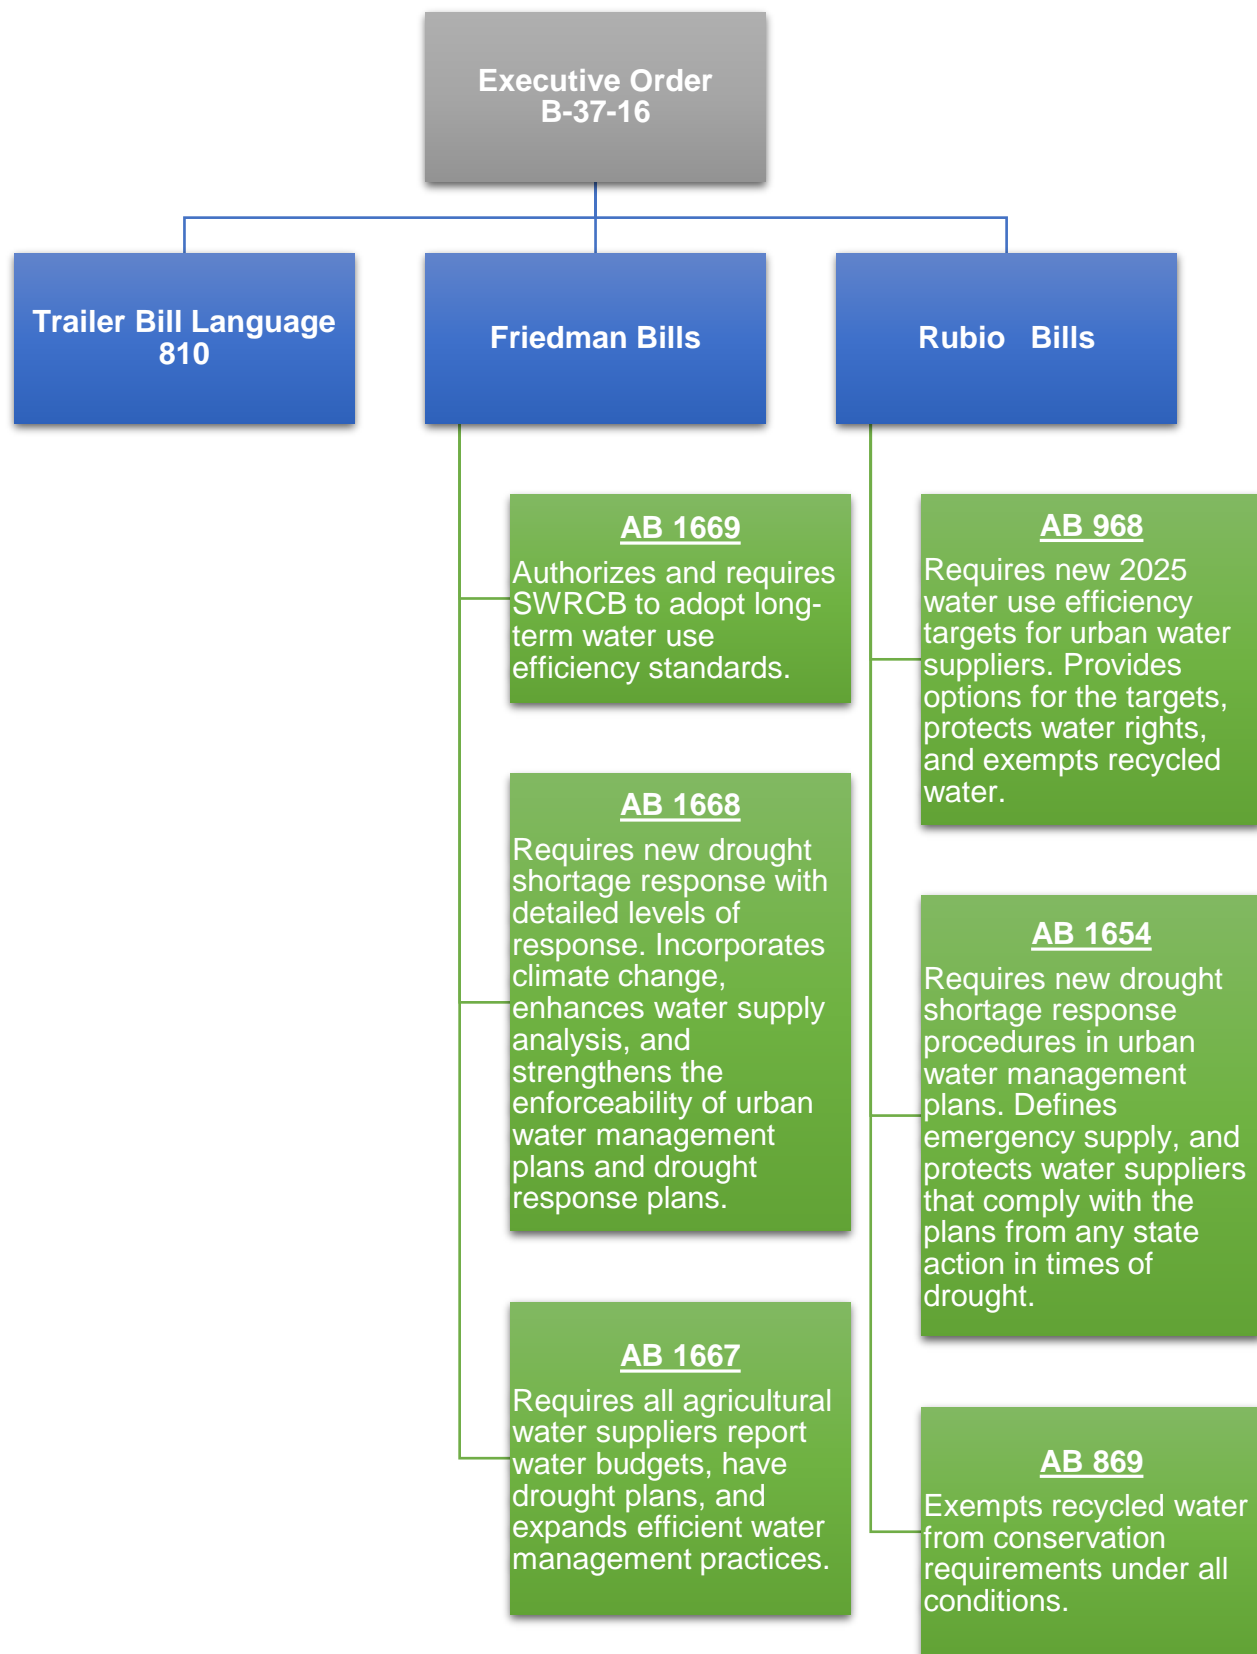 Executive Order
B-37-16
Trailer Bill Language
810
Friedman Bills
Rubio Bills
AB 1669
Authorizes and requires
SWRCB to adopt long-
term water use
efficiency standards.
AB 1668
Requires new drought
shortage response with
detailed levels of
response. Incorporates
climate change,
enhances water supply
analysis, and
strengthens the
enforceability of urban
water management
plans and drought
response plans.
AB 1667
Requires all agricultural
water suppliers report
water budgets, have
drought plans, and
expands efficient water
management practices.
AB 968
Requires new 2025
water use efficiency
targets for urban water
suppliers. Provides
options for the targets,
protects water rights,
and exempts recycled
water.
AB 1654
Requires new drought
shortage response
procedures in urban
water management
plans. Defines
emergency supply, and
protects water suppliers
that comply with the
plans from any state
action in times of
drought.
AB 869
Exempts recycled water
from conservation
requirements under all
conditions.